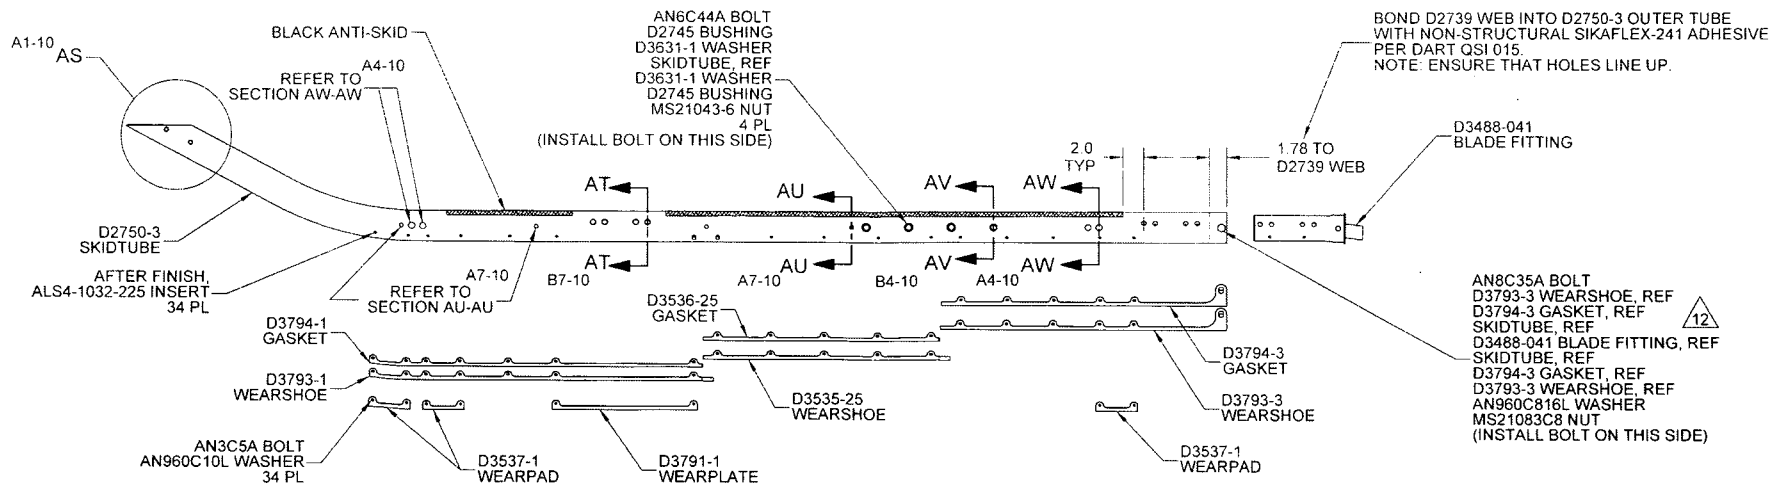 A1-10
AS
BLACK ANTI-SKID
A4-10
REFER TO
SECTION AW-AW
AN6C44A BOLT
D2745 BUSHING
D3631-1 WASHER
SKIDTUBE, REF
D3631-1 WASHER
D2745 BUSHING
MS21043-6 NUT
4 PL
(INSTALL BOLT ON THIS SIDE)
BOND D2739 WEB INTO D2750-3 OUTER TUBE
WITH NON-STRUCTURAL SIKAFLEX-241 ADHESIVE
PER DART QSI 015.
NOTE: ENSURE THAT HOLES LINE UP.
2.0
TYP
1.78 TO
D2739 WEB
D3488-041
BLADE FITTING
AT
AU
AV
AW
D2750-3
SKIDTUBE
AFTER FINISH,
ALS4-1032-225 INSERT
34 PL
A7-10
REFER TO
SECTION AU-AU
AT
B7-10
AU
A7-10
AV
B4-10
AW
A4-10
D3794-1
GASKET
D3793-1
WEARSHOE
AN3C5A BOLT
AN960C10L WASHER
34 PL
D3537-1
WEARPAD
D3791-1
WEARPLATE
D3536-25
GASKET
D3535-25
WEARSHOE
D3794-3
GASKET
D3793-3
WEARSHOE
D3537-1
WEARPAD
AN8C35A BOLT
D3793-3 WEARSHOE, REF
D3794-3 GASKET, REF
SKIDTUBE, REF
D3488-041 BLADE FITTING, REF
SKIDTUBE, REF
D3794-3 GASKET, REF
D3793-3 WEARSHOE, REF
AN960C816L WASHER
MS21083C8 NUT
(INSTALL BOLT ON THIS SIDE)
12